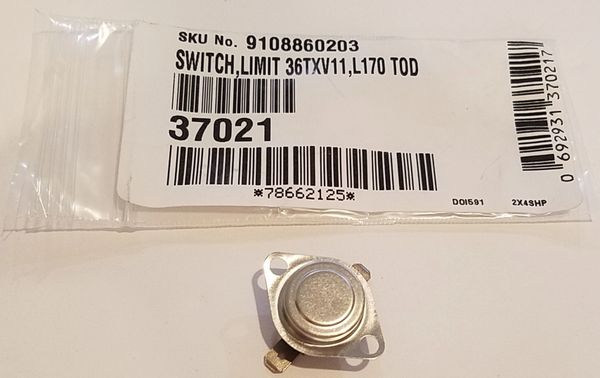 SKU No. 9108860203
SWITCH,LIMIT 36TXV11,L170 TOD
37021
*78662125*
DOI591 2X4SHP
0 692931 370217